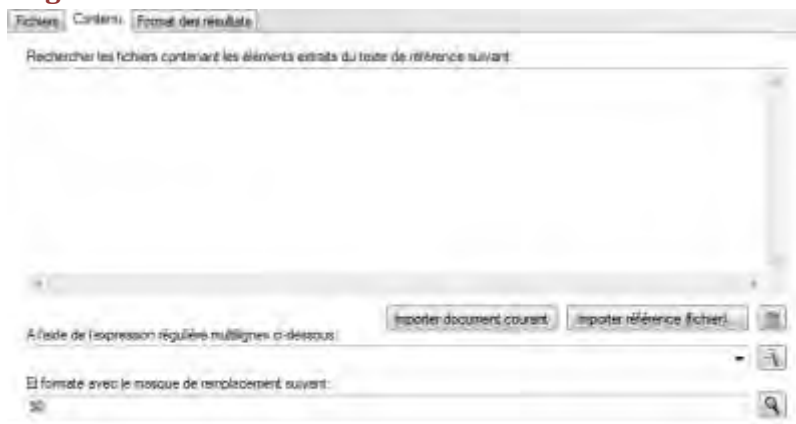 Fichiers Contenu Format des résultats
Rechercher les fichiers contenant les éléments extraits du texte de référence suivant:
Importer document courant Importer référence (fichier)...
A l'aide de l'expression régulière multilignes ci-dessous:
Et formaté avec le masque de remplacement suivant:
$0